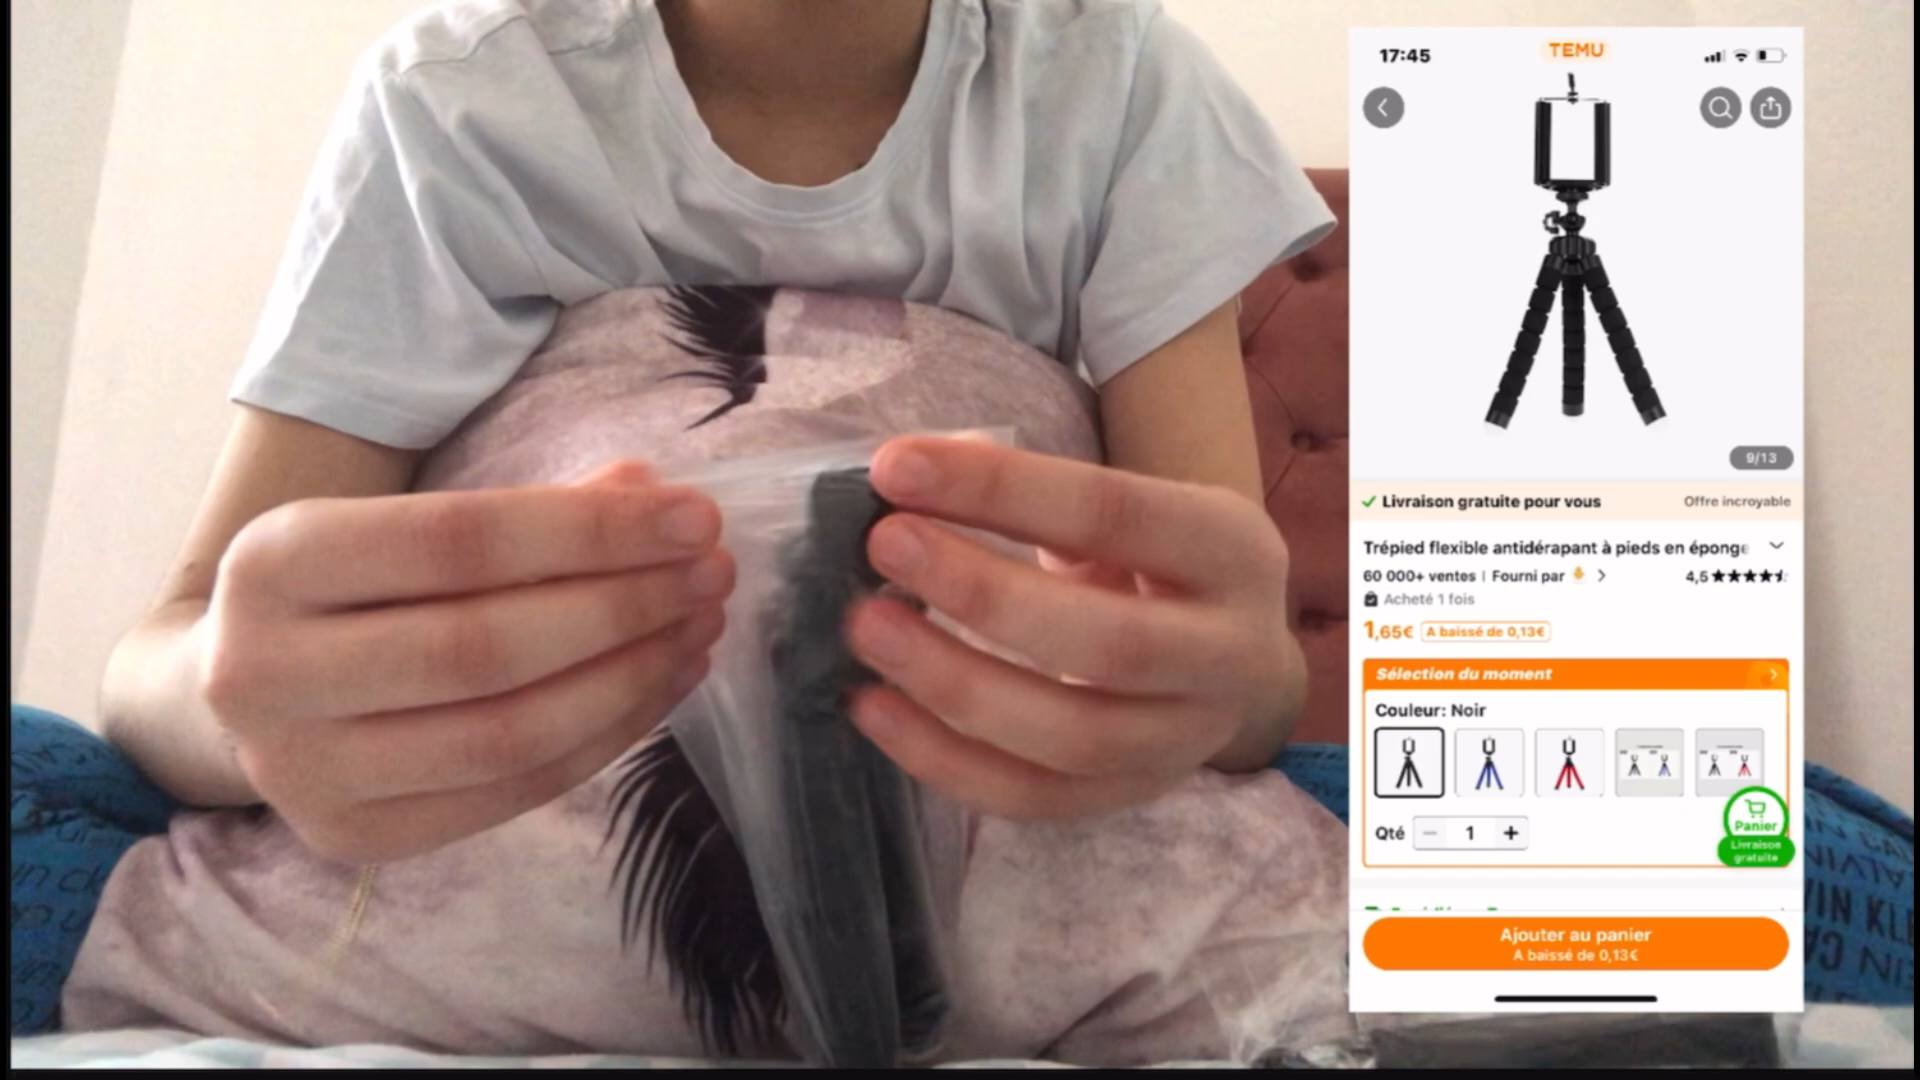 17:45
TEMU
9/13
Livraison gratuite pour vous
Offre incroyable
Trépied flexible antidérapant à pieds en éponge
60 000+ ventes | Fourni par
4,5
Acheté 1 fois
1,65€ A baissé de 0,13€
Sélection du moment
Couleur: Noir
Qté - 1 +
Panier
Livraison
gratuite
Ajouter au panier
A baissé de 0,13€